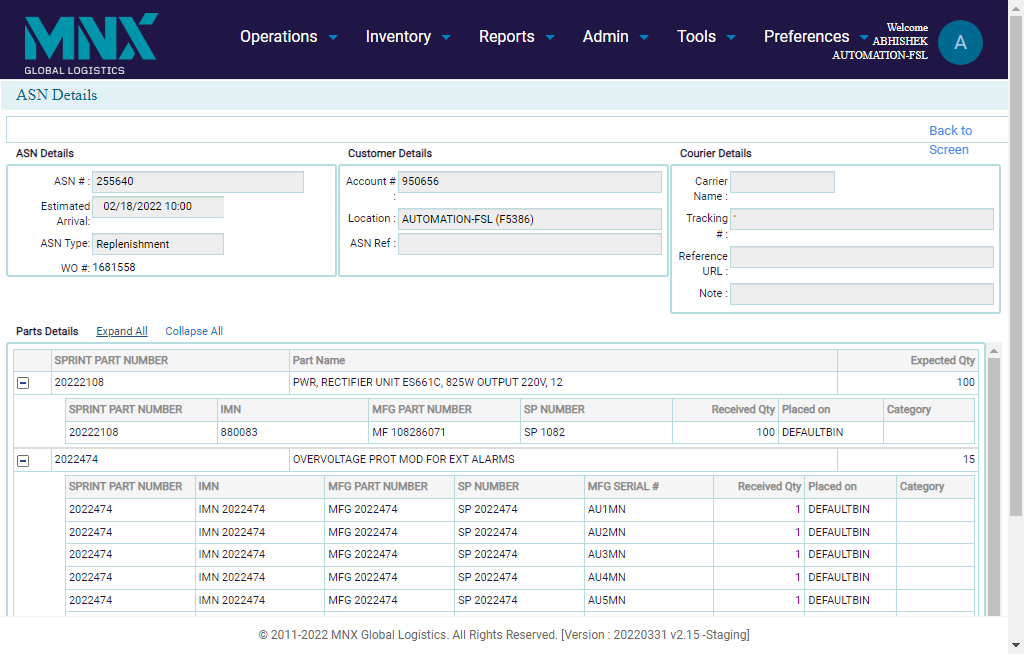 MNX
GLOBAL LOGISTICS
Operations Inventory Reports Admin Tools Preferences
Welcome
ABHISHEK
AUTOMATION-FSL
A
ASN Details
Back to
Screen
ASN Details
ASN # : 255640
Estimated
Arrival: 02/18/2022 10:00
ASN Type: Replenishment
WO #: 1681558
Customer Details
Account #
: 950656
Location : AUTOMATION-FSL (F5386)
ASN Ref :
Courier Details
Carrier
Name :
Tracking
# : '
Reference
URL :
Note :
Parts Details Expand All Collapse All
SPRINT PART NUMBER Part Name Expected Qty
20222108 PWR, RECTIFIER UNIT ES661C, 825W OUTPUT 220V, 12 100
SPRINT PART NUMBER IMN MFG PART NUMBER SP NUMBER Received Qty Placed on Category
20222108 880083 MF 108286071 SP 1082 100 DEFAULTBIN
2022474 OVERVOLTAGE PROT MOD FOR EXT ALARMS 15
SPRINT PART NUMBER IMN MFG PART NUMBER SP NUMBER MFG SERIAL # Received Qty Placed on Category
2022474 IMN 2022474 MFG 2022474 SP 2022474 AU1MN 1 DEFAULTBIN
2022474 IMN 2022474 MFG 2022474 SP 2022474 AU2MN 1 DEFAULTBIN
2022474 IMN 2022474 MFG 2022474 SP 2022474 AU3MN 1 DEFAULTBIN
2022474 IMN 2022474 MFG 2022474 SP 2022474 AU4MN 1 DEFAULTBIN
2022474 IMN 2022474 MFG 2022474 SP 2022474 AU5MN 1 DEFAULTBIN
© 2011-2022 MNX Global Logistics. All Rights Reserved. [Version : 20220331 v2.15 -Staging]